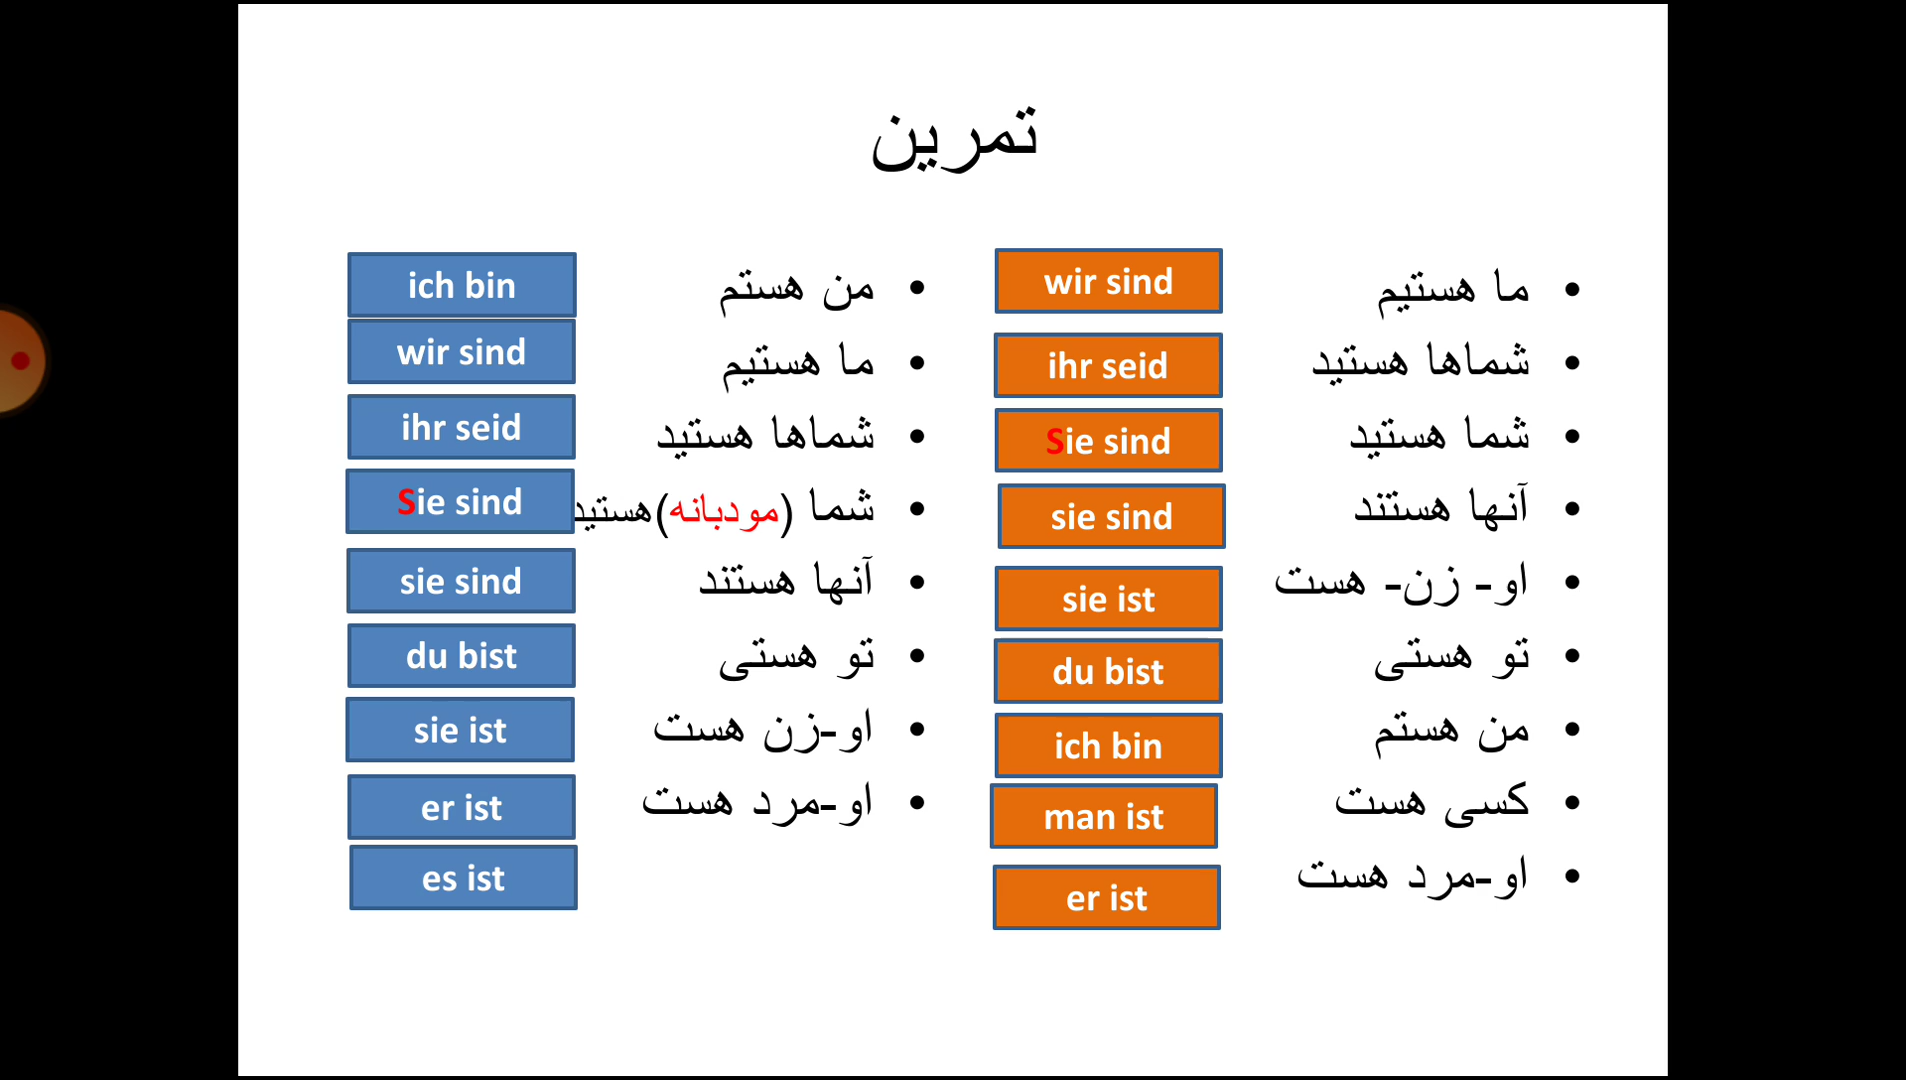 تمرین
ما هستیم
wir sind
شماها هستید
ihr seid
شما هستید
Sie sind
آنها هستند
sie sind
او- زن- هست
sie ist
تو هستی
du bist
من هستم
ich bin
کسی هست
man ist
او-مرد هست
er ist
من هستم
ich bin
ما هستیم
wir sind
شماها هستید
ihr seid
شما (مودبانه)هستید
Sie sind
آنها هستند
sie sind
تو هستی
du bist
او-زن هست
sie ist
او-مرد هست
er ist
es ist